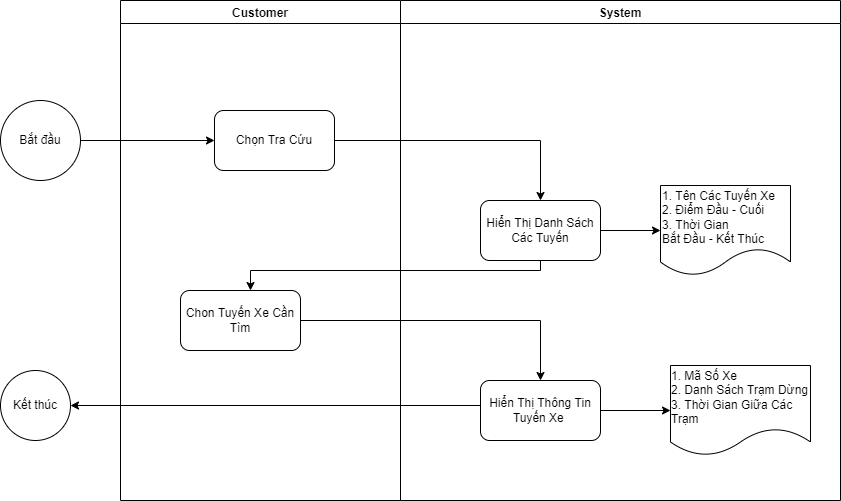 Customer
System
Bắt đầu
Chọn Tra Cứu
Hiển Thị Danh Sách
Các Tuyến
1. Tên Các Tuyến Xe
2. Điểm Đầu - Cuối
3. Thời Gian
Bắt Đầu - Kết Thúc
Chon Tuyến Xe Cần
Tìm
Kết thúc
Hiển Thị Thông Tin
Tuyến Xe
1. Mã Số Xe
2. Danh Sách Trạm Dừng
3. Thời Gian Giữa Các
Trạm